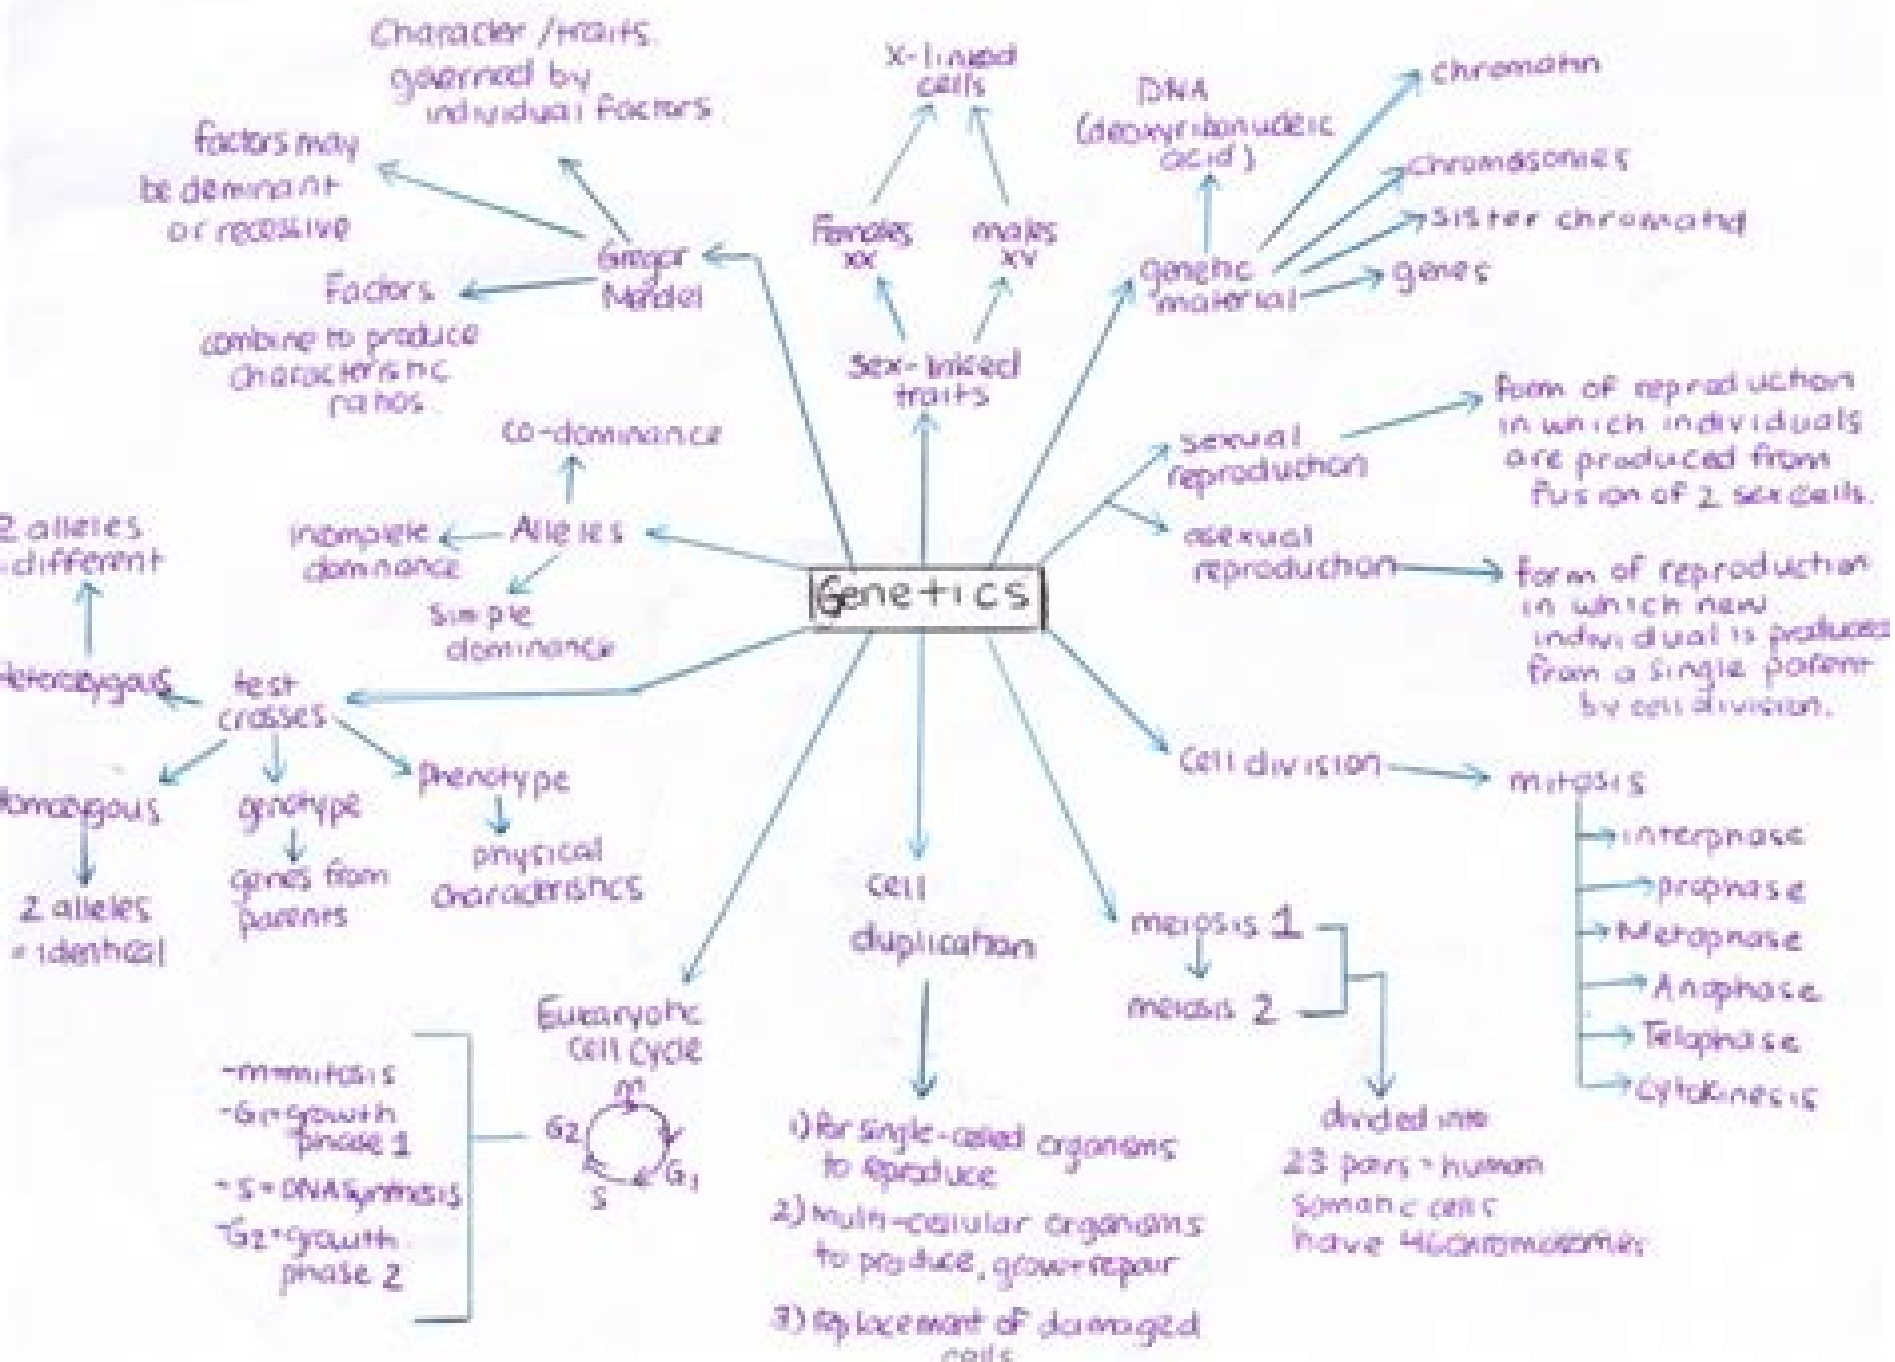 Character/traits
governed by
individual factors
Factors may
be dominant
or recessive
Gregor
Mendel
Factors
combine to produce
characteristic
ratios
X-linked
cells
Females
XX
males
XY
Sex-linked
traits
DNA
(deoxyribonucleic
acid)
chromatin
chromosomes
sister chromatid
genes
genetic
material
sexual
reproduction
form of reproduction
in which individuals
are produced from
fusion of 2 sex cells.
asexual
reproduction
form of reproduction
in which new
individual is produced
from a single parent
by cell division.
co-dominance
Alleles
incomplete
dominance
simple
dominance
Genetics
2 alleles
different
Heterozygous
test
crosses
Homozygous
2 alleles
= identical
genotype
genes from
parents
Phenotype
physical
characteristics
Cell division
mitosis
interphase
prophase
Metaphase
Anaphase
Telophase
cytokinesis
meiosis 1
meiosis 2
divided into
23 pairs - human
somatic cells
have 46 chromosomes
cell
duplication
1) For single-celled organisms
to reproduce
2) Multi-cellular organisms
to produce, grow + repair
3) replacement of damaged
cells
Eukaryotic
cell cycle
M
G2
G1
S
- M = mitosis
- G1 = growth
phase 1
- S = DNA synthesis
- G2 = growth
phase 2